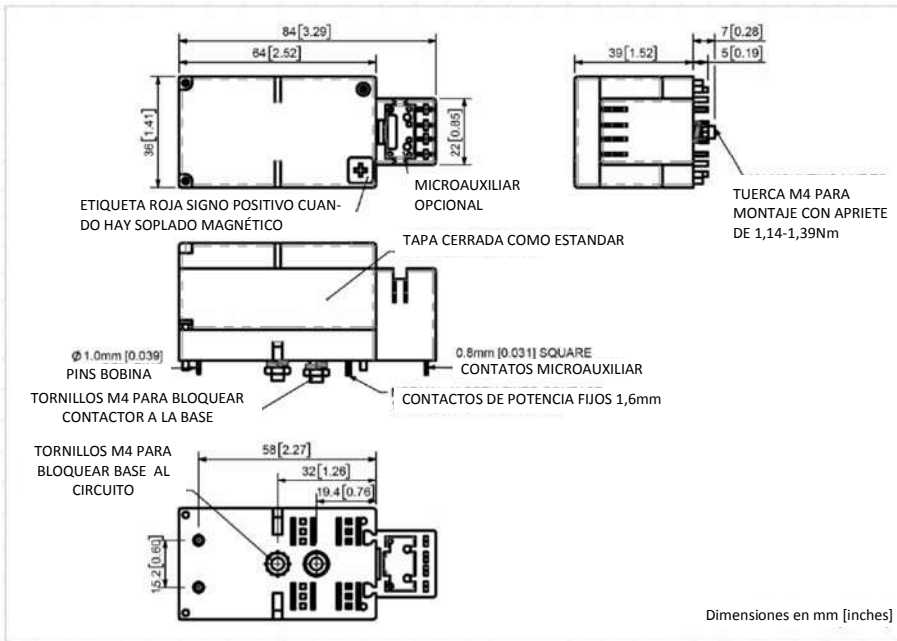 84[3.29]
64[2.52]
36[1.41]
22[0.85]
39[1.52]
7[0.28]
5[0.19]
ETIQUETA ROJA SIGNO POSITIVO CUAN-
DO HAY SOPLADO MAGNÉTICO
MICROAUXILIAR
OPCIONAL
TUERCA M4 PARA
MONTAJE CON APRIETE
DE 1,14-1,39Nm
TAPA CERRADA COMO ESTANDAR
Ø 1.0mm [0.039]
PINS BOBINA
0.8mm [0.031] SQUARE
CONTATOS MICROAUXILIAR
TORNILLOS M4 PARA BLOQUEAR
CONTACTOR A LA BASE
CONTACTOS DE POTENCIA FIJOS 1,6mm
TORNILLOS M4 PARA
BLOQUEAR BASE AL
CIRCUITO
58[2.27]
32[1.26]
19.4[0.76]
15.2[0.60]
Dimensiones en mm [inches]